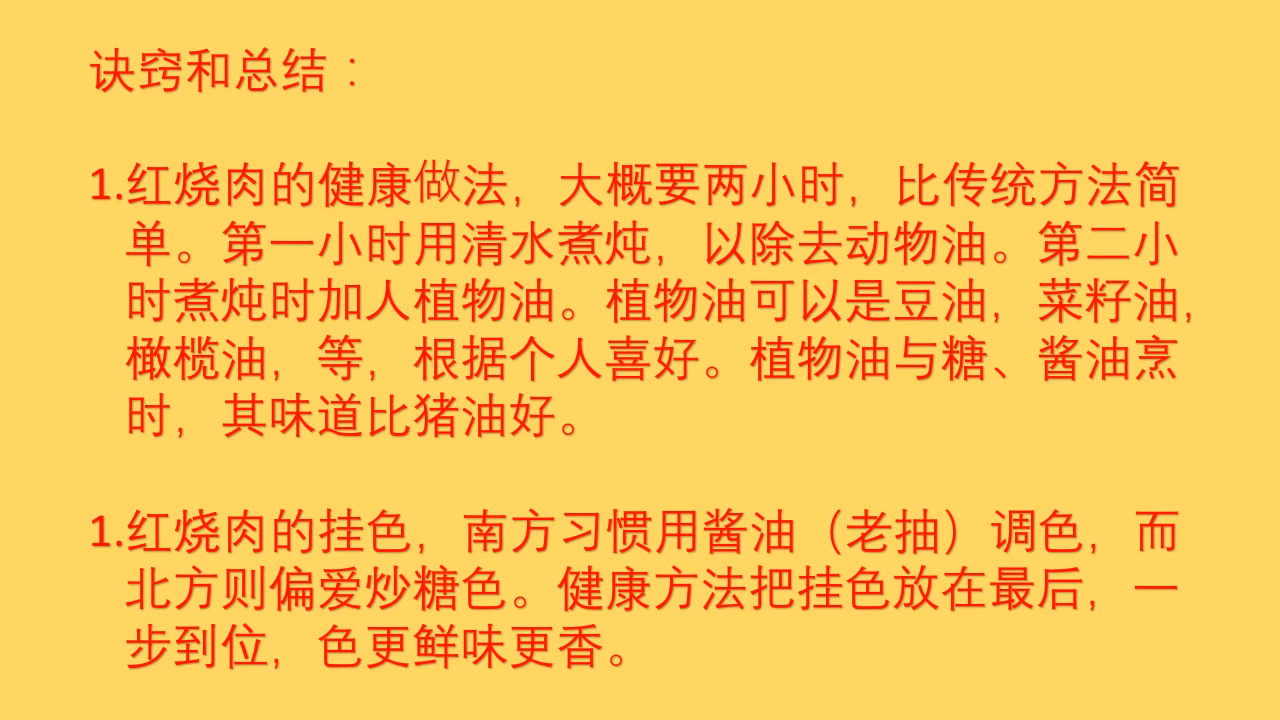 诀窍和总结：
1.红烧肉的健康做法，大概要两小时，比传统方法简
单。第一小时用清水煮炖，以除去动物油。第二小
时煮炖时加人植物油。植物油可以是豆油，菜籽油，
橄榄油，等，根据个人喜好。植物油与糖、酱油烹
时，其味道比猪油好。
1.红烧肉的挂色，南方习惯用酱油（老抽）调色，而
北方则偏爱炒糖色。健康方法把挂色放在最后，一
步到位，色更鲜味更香。